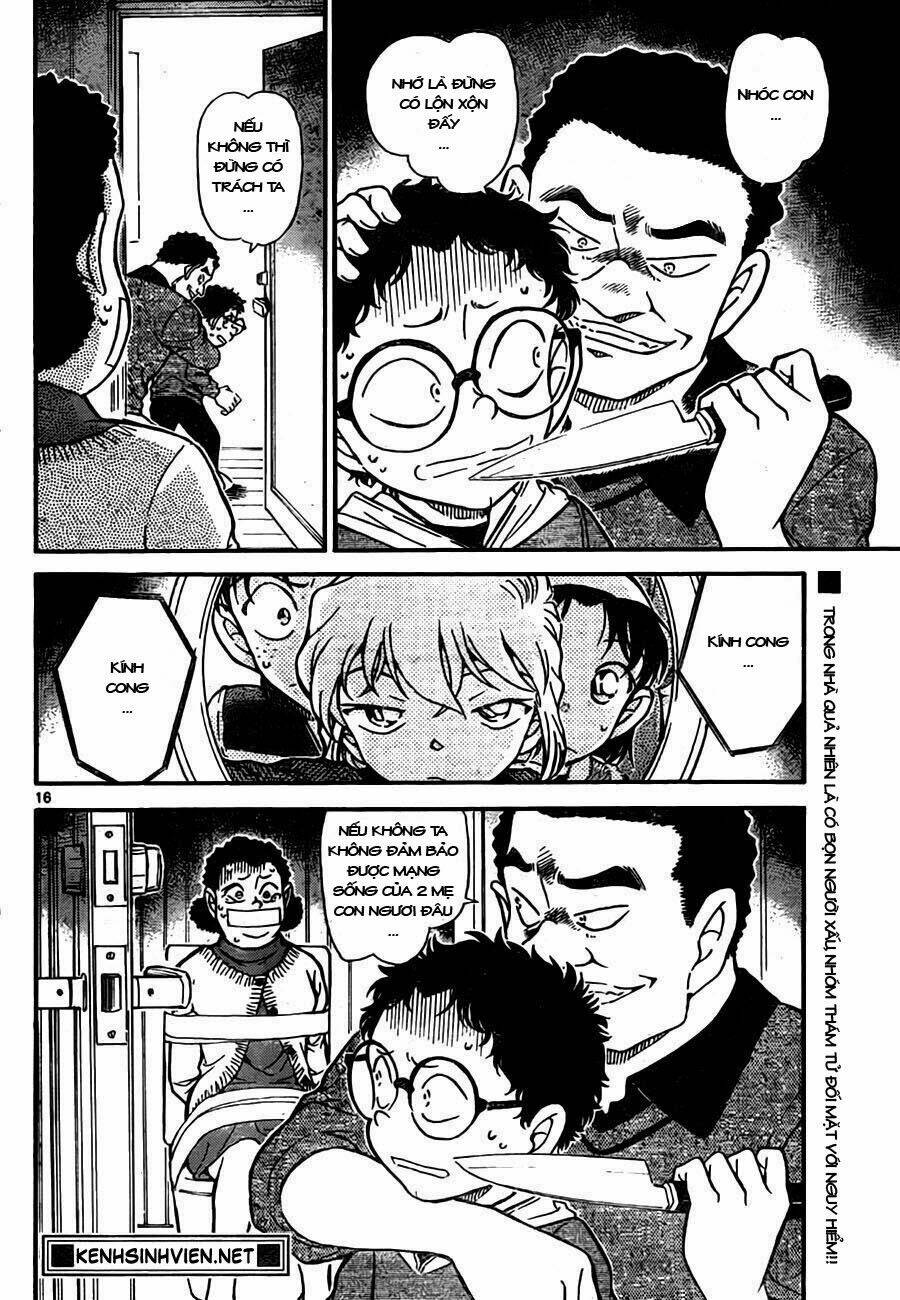 NHÓC CON
...
NHỚ LÀ ĐỪNG
CÓ LỘN XỘN
ĐẤY
...
NẾU
KHÔNG THÌ
ĐỪNG CÓ
TRÁCH TA
...
KÍNH CONG
...
KÍNH
CONG
...
TRONG NHÀ QUẢ NHIÊN LÀ CÓ BỌN NGƯỜI XẤU, NHÓM THÁM TỬ ĐỐI MẶT VỚI NGUY HIỂM!!!
16
NẾU KHÔNG TA
KHÔNG ĐẢM BẢO
ĐƯỢC MẠNG
SỐNG CỦA 2 MẸ
CON NGƯƠI ĐÂU
KENHSINHVIEN.NET